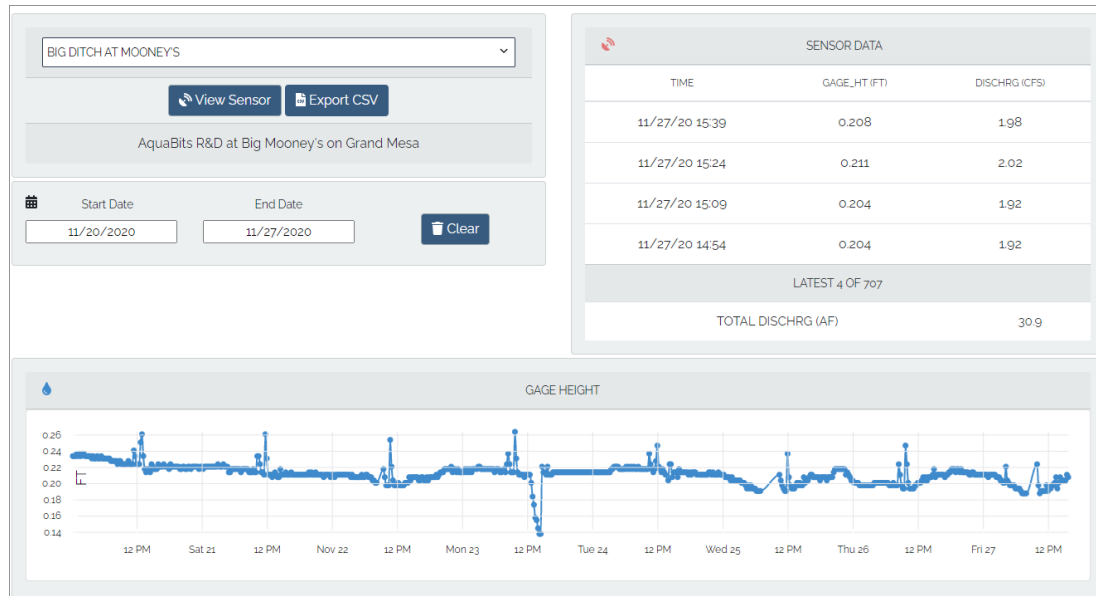 BIG DITCH AT MOONEY'S
View Sensor
Export CSV
AquaBits R&D at Big Mooney's on Grand Mesa
Start Date End Date
11/20/2020 11/27/2020
Clear
SENSOR DATA
TIME GAGE_HT (FT) DISCHRG (CFS)
11/27/20 15:39 0.208 1.98
11/27/20 15:24 0.211 2.02
11/27/20 15:09 0.204 1.92
11/27/20 14:54 0.204 1.92
LATEST 4 OF 707
TOTAL DISCHRG (AF) 30.9
GAGE HEIGHT
0.26
0.24
0.22
0.20
0.18
0.16
0.14
Ft
12 PM Sat 21 12 PM Nov 22 12 PM Mon 23 12 PM Tue 24 12 PM Wed 25 12 PM Thu 26 12 PM Fri 27 12 PM